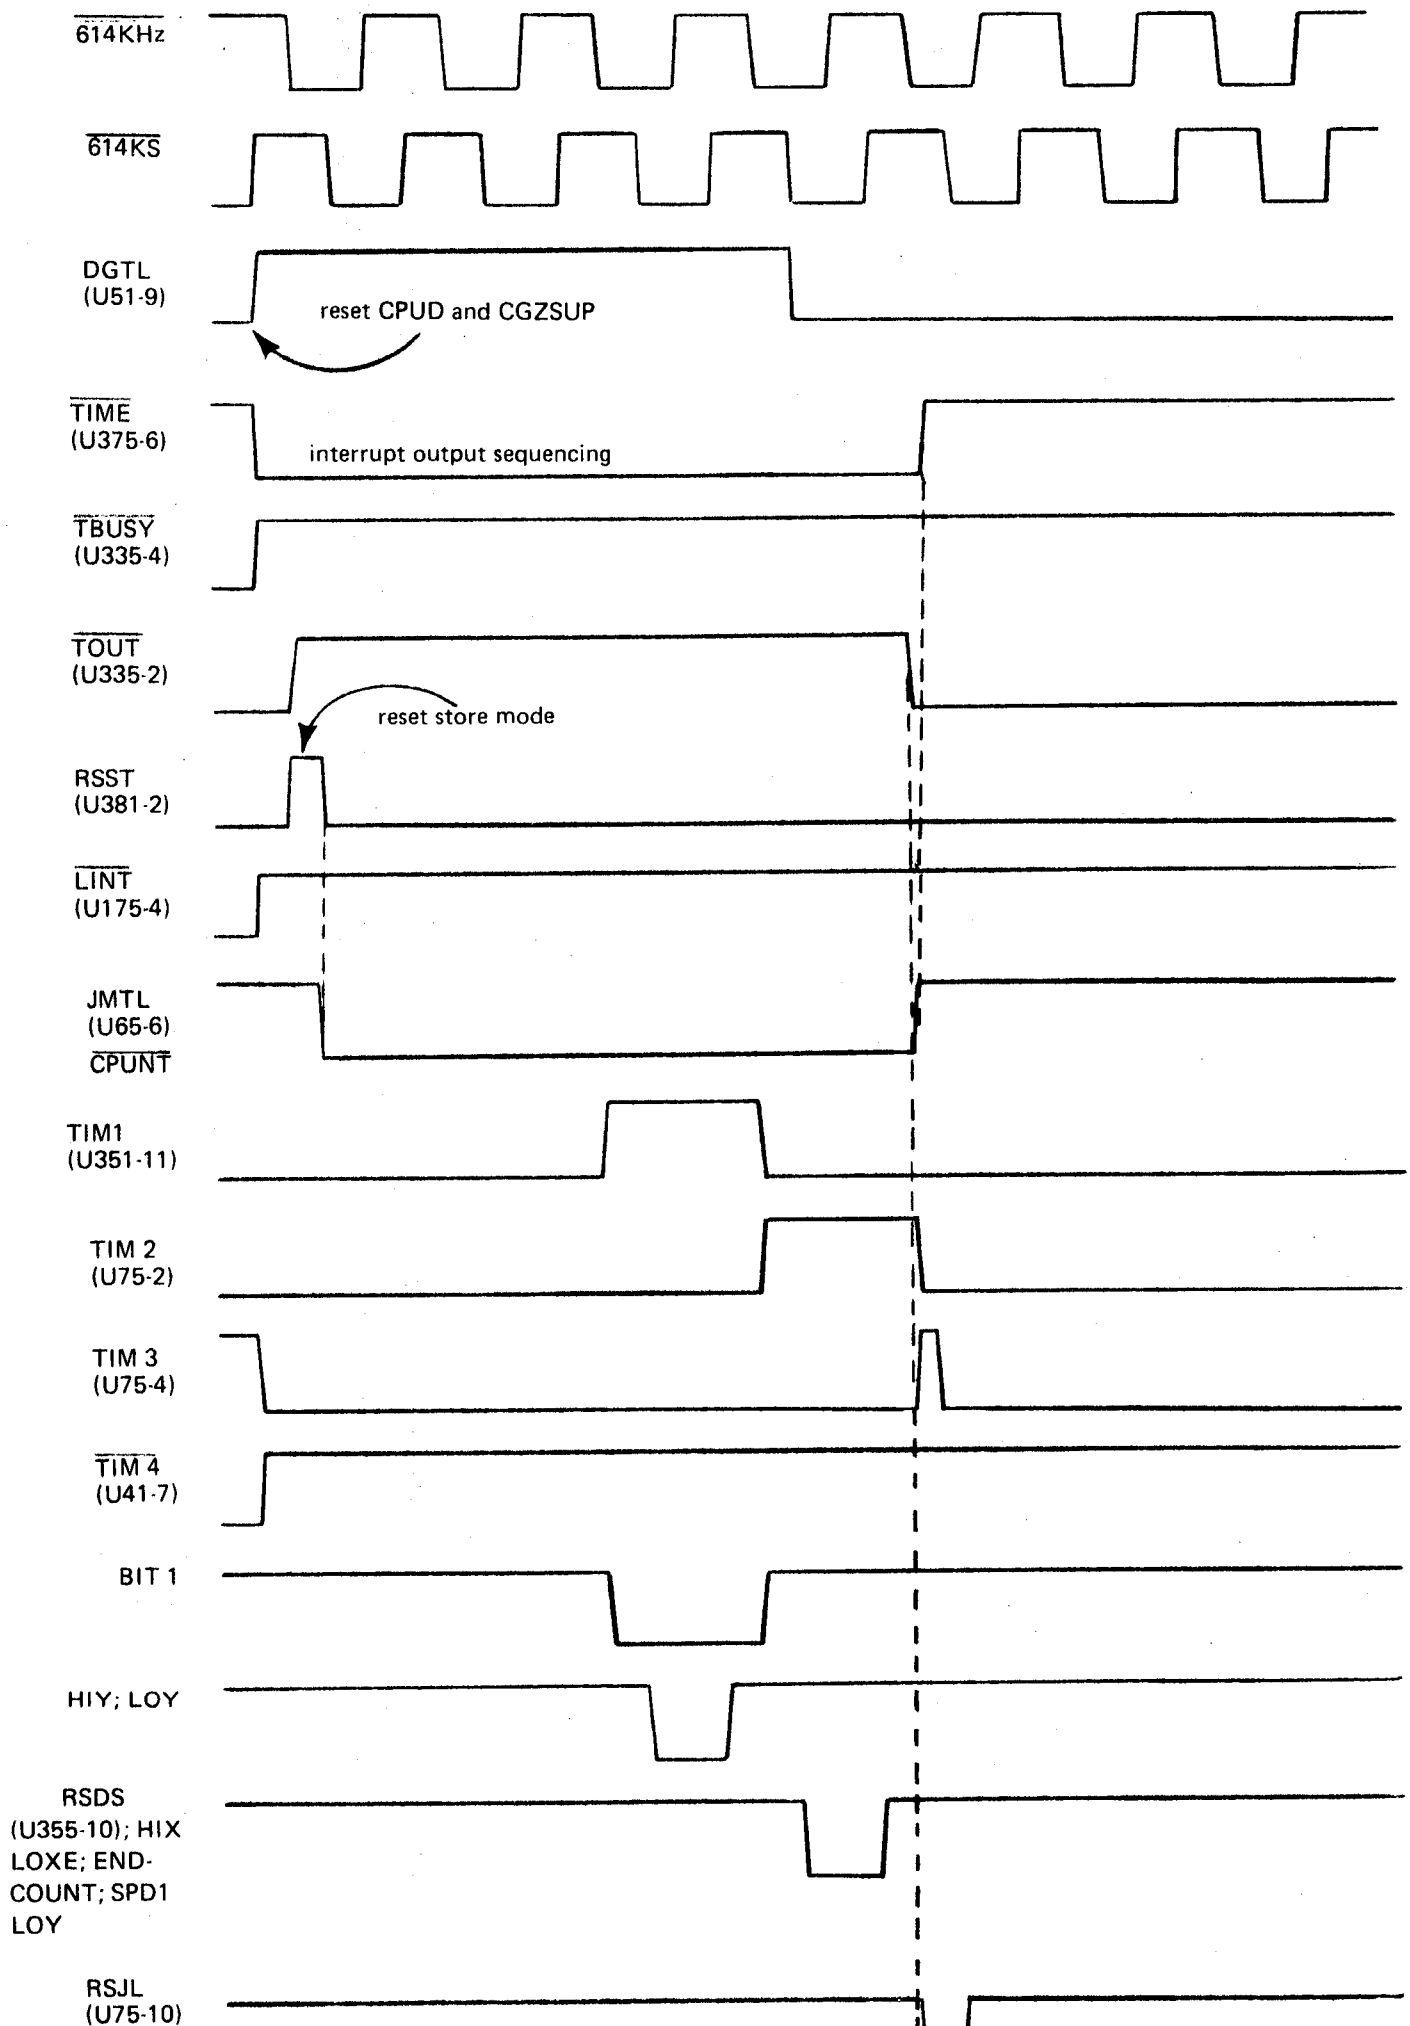 614KHz
614KS
DGTL
(U51-9)
reset CPUD and CGZSUP
TIME
(U375-6)
interrupt output sequencing
TBUSY
(U335-4)
TOUT
(U335-2)
reset store mode
RSST
(U381-2)
LINT
(U175-4)
JMTL
(U65-6)
CPUNT
TIM1
(U351-11)
TIM 2
(U75-2)
TIM 3
(U75-4)
TIM 4
(U41-7)
BIT 1
HIY; LOY
RSDS
(U355-10); HIX
LOXE; END-
COUNT; SPD1
LOY
RSJL
(U75-10)